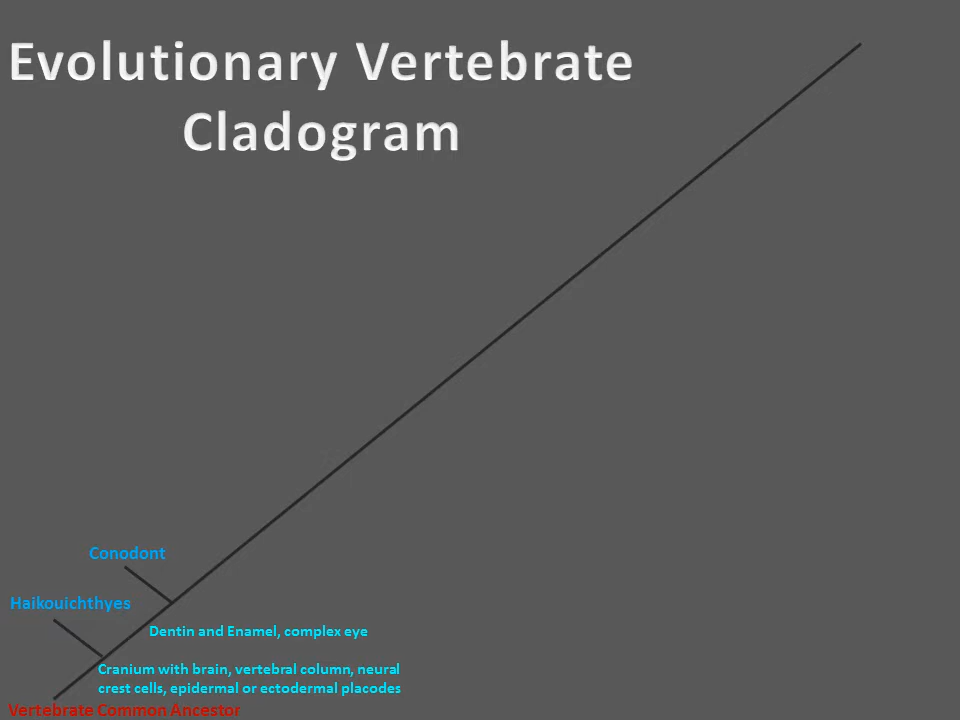 Evolutionary Vertebrate
Cladogram
Conodont
Haikouichthyes
Dentin and Enamel, complex eye
Cranium with brain, vertebral column, neural
crest cells, epidermal or ectodermal placodes
Vertebrate Common Ancestor